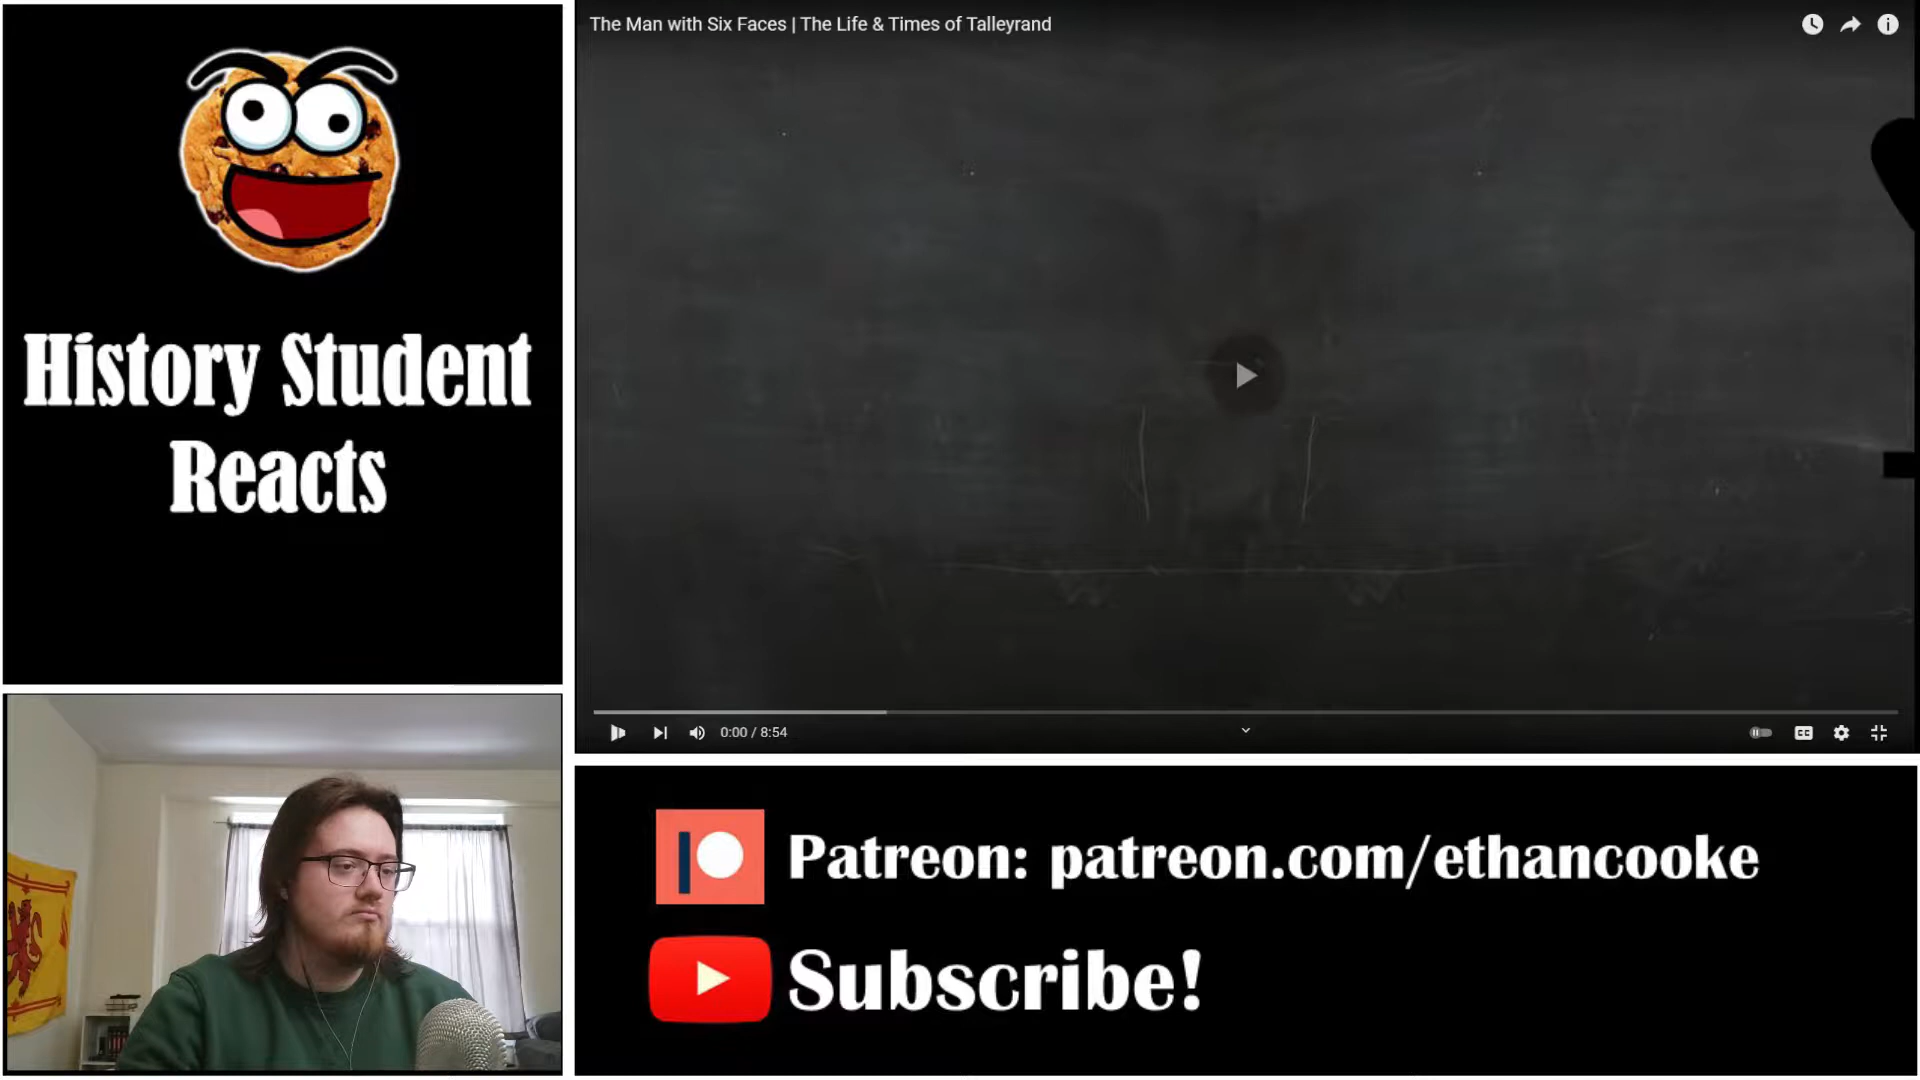 The Man with Six Faces | The Life & Times of Talleyrand
History Student
Reacts
0:00 / 8:54
CC
Patreon: patreon.com/ethancooke
Subscribe!